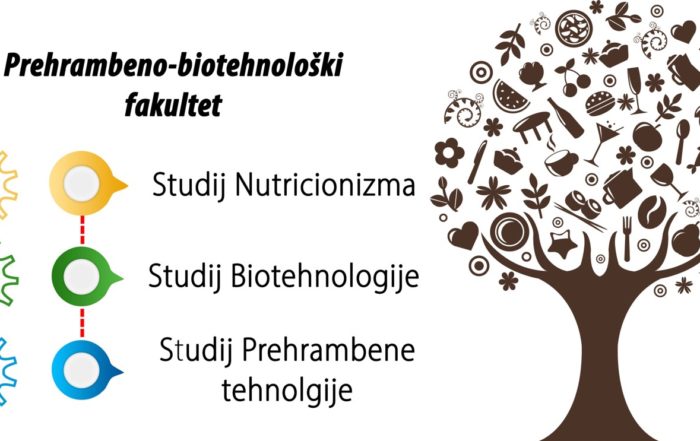 Prehrambeno-biotehnološki
fakultet
Studij Nutricionizma
Studij Biotehnologije
Studij Prehrambene
tehnolgije